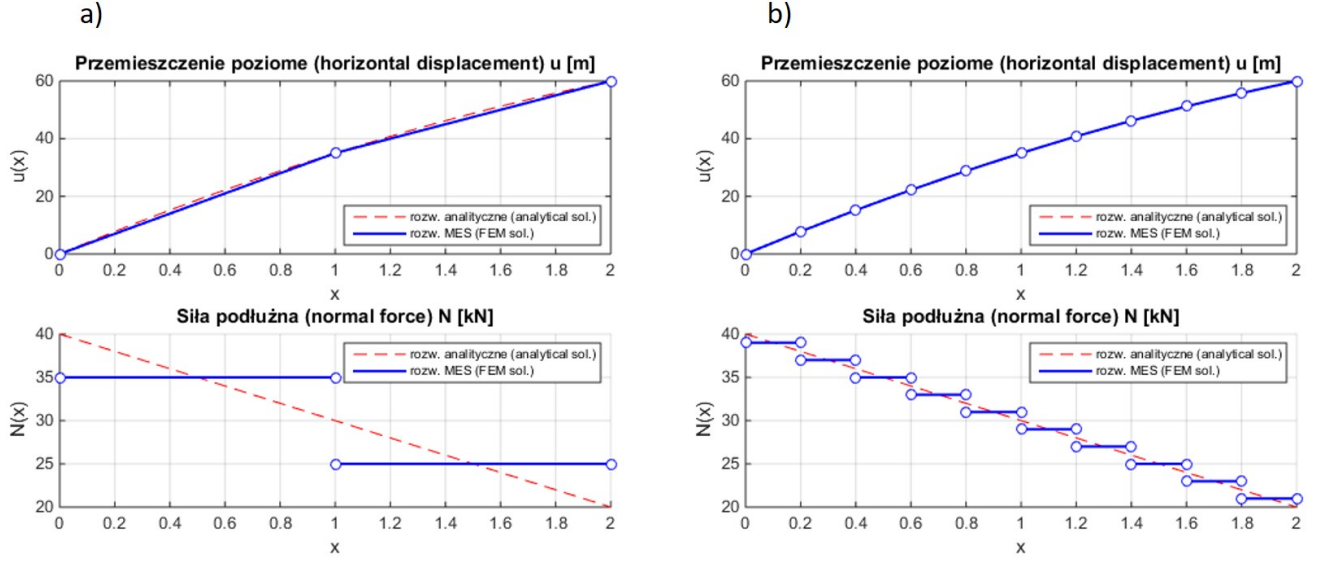 a)
Przemieszczenie poziome (horizontal displacement) u [m]
60
40
20
0
u(x)
rozw. analityczne (analytical sol.)
rozw. MES (FEM sol.)
0 0.2 0.4 0.6 0.8 1 1.2 1.4 1.6 1.8 2
x
Siła podłużna (normal force) N [kN]
40
35
30
25
20
N(x)
rozw. analityczne (analytical sol.)
rozw. MES (FEM sol.)
0 0.2 0.4 0.6 0.8 1 1.2 1.4 1.6 1.8 2
x
b)
Przemieszczenie poziome (horizontal displacement) u [m]
60
40
20
0
u(x)
rozw. analityczne (analytical sol.)
rozw. MES (FEM sol.)
0 0.2 0.4 0.6 0.8 1 1.2 1.4 1.6 1.8 2
x
Siła podłużna (normal force) N [kN]
40
35
30
25
20
N(x)
rozw. analityczne (analytical sol.)
rozw. MES (FEM sol.)
0 0.2 0.4 0.6 0.8 1 1.2 1.4 1.6 1.8 2
x